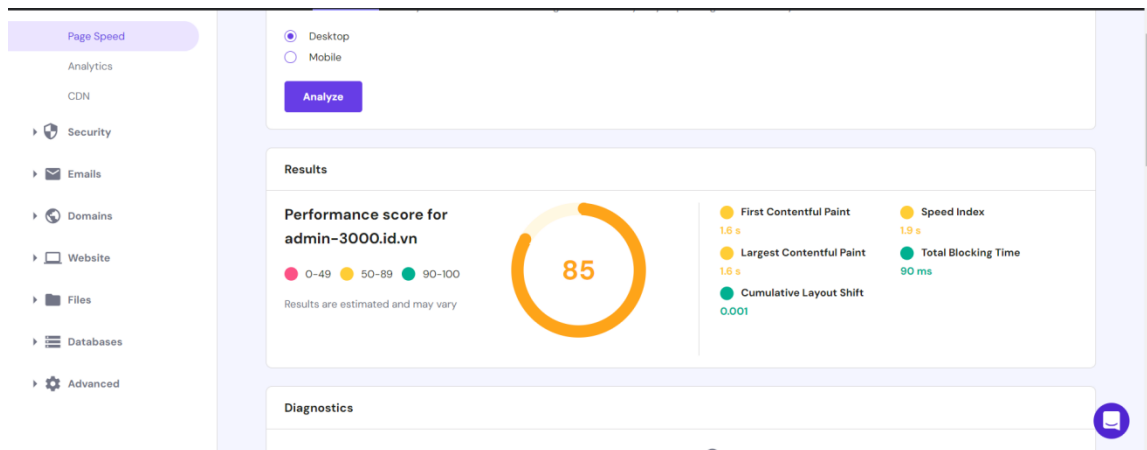 Page Speed
Analytics
CDN
Security
Emails
Domains
Website
Files
Databases
Advanced
Desktop
Mobile
Analyze
Results
Performance score for
admin-3000.id.vn
0-49 50-89 90-100
Results are estimated and may vary
85
First Contentful Paint
1.6 s
Speed Index
1.9 s
Largest Contentful Paint
1.6 s
Total Blocking Time
90 ms
Cumulative Layout Shift
0.001
Diagnostics